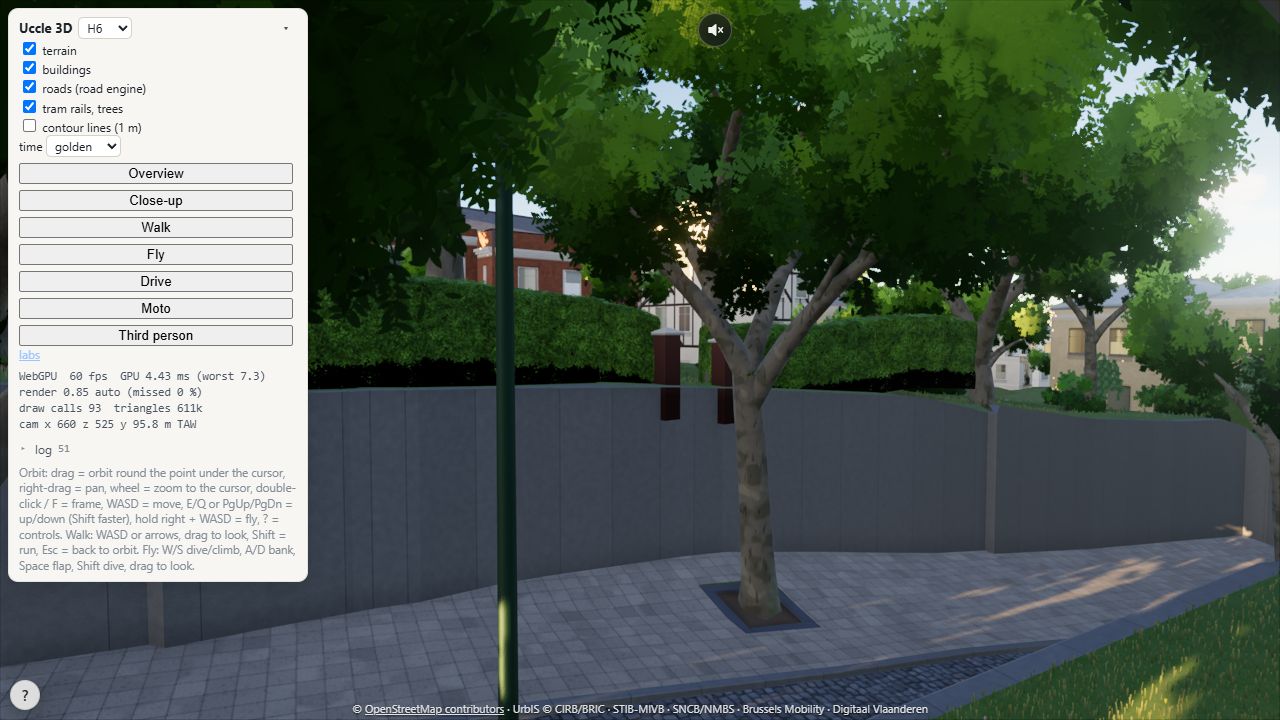 Uccle 3D H6
terrain
buildings
roads (road engine)
tram rails, trees
contour lines (1 m)
time golden
Overview
Close-up
Walk
Fly
Drive
Moto
Third person
labs
WebGPU 60 fps GPU 4.43 ms (worst 7.3)
render 0.85 auto (missed 0 %)
draw calls 93 triangles 611k
cam x 660 z 525 y 95.8 m TAW
log 51
Orbit: drag = orbit round the point under the cursor,
right-drag = pan, wheel = zoom to the cursor, double-
click / F = frame, WASD = move, E/Q or PgUp/PgDn =
up/down (Shift faster), hold right + WASD = fly, ? =
controls. Walk: WASD or arrows, drag to look, Shift =
run, Esc = back to orbit. Fly: W/S dive/climb, A/D bank,
Space flap, Shift dive, drag to look.
?
© OpenStreetMap contributors · UrbIS © CIRB/BRIC · STIB-MIVB · SNCB/NMBS · Brussels Mobility · Digitaal Vlaanderen